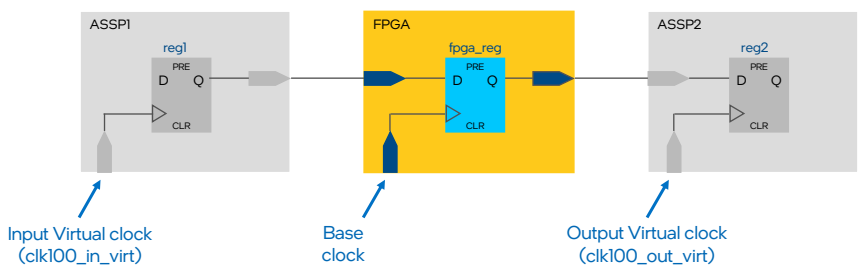 ASSP1
FPGA
ASSP2
reg1
fpga_reg
reg2
PRE
D Q
CLR
PRE
D Q
CLR
PRE
D Q
CLR
Input Virtual clock
(clk100_in_virt)
Base
clock
Output Virtual clock
(clk100_out_virt)